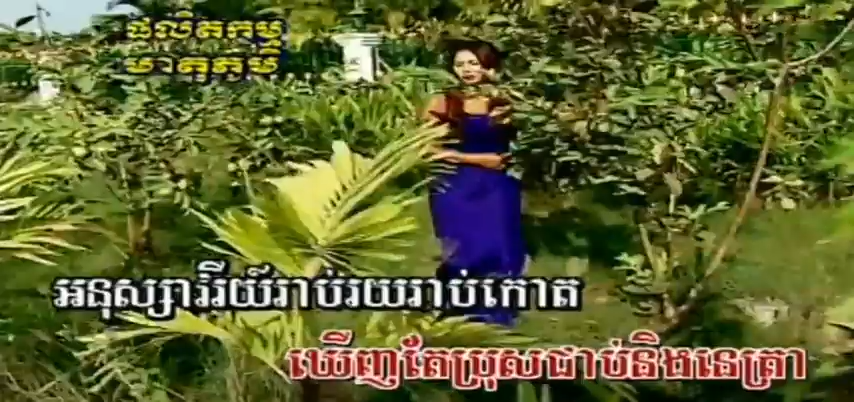 ផលិតកម្ម
មាតុភូមិ
អនុស្សាវរីយ៍រាប់រយរាប់កោត
ឃើញតែប្រុសជាប់និងនេត្រា